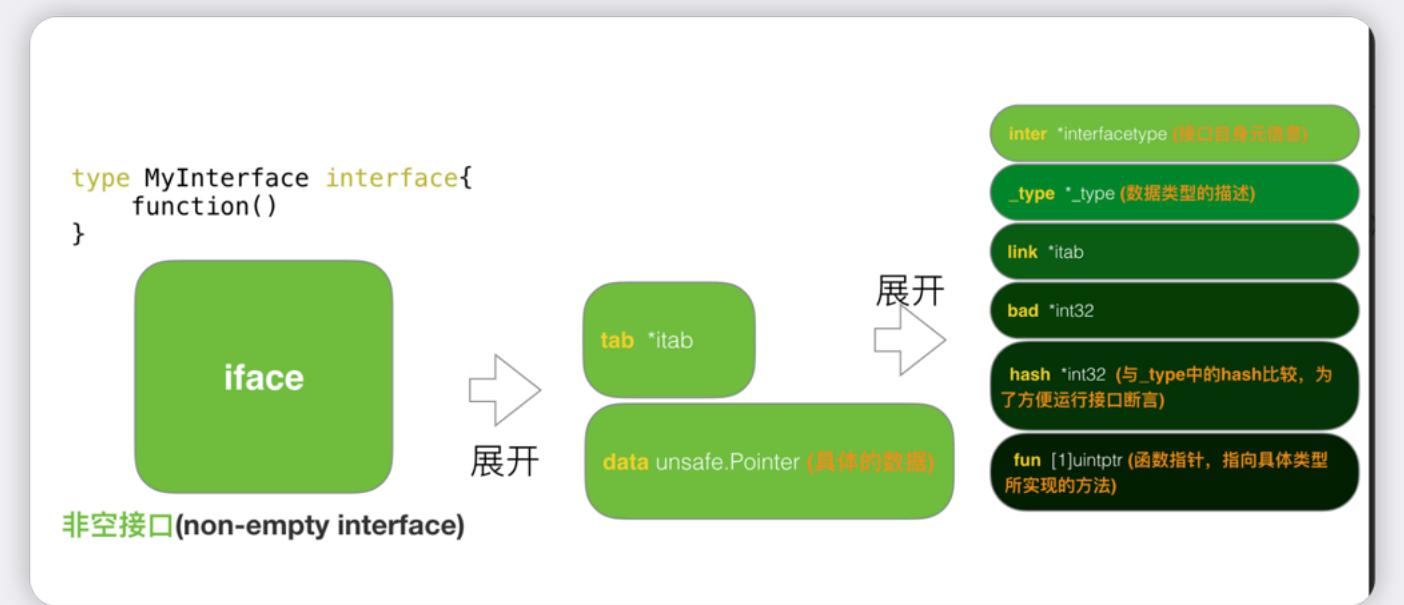 type MyInterface interface{
function()
}
iface
非空接口(non-empty interface)
展开
tab *itab
data unsafe.Pointer (具体的数据)
展开
inter *interfacetype (接口自身元信息)
_type *_type (数据类型的描述)
link *itab
bad *int32
hash *int32 (与_type中的hash比较，为
了方便运行接口断言)
fun [1]uintptr (函数指针，指向具体类型
所实现的方法)